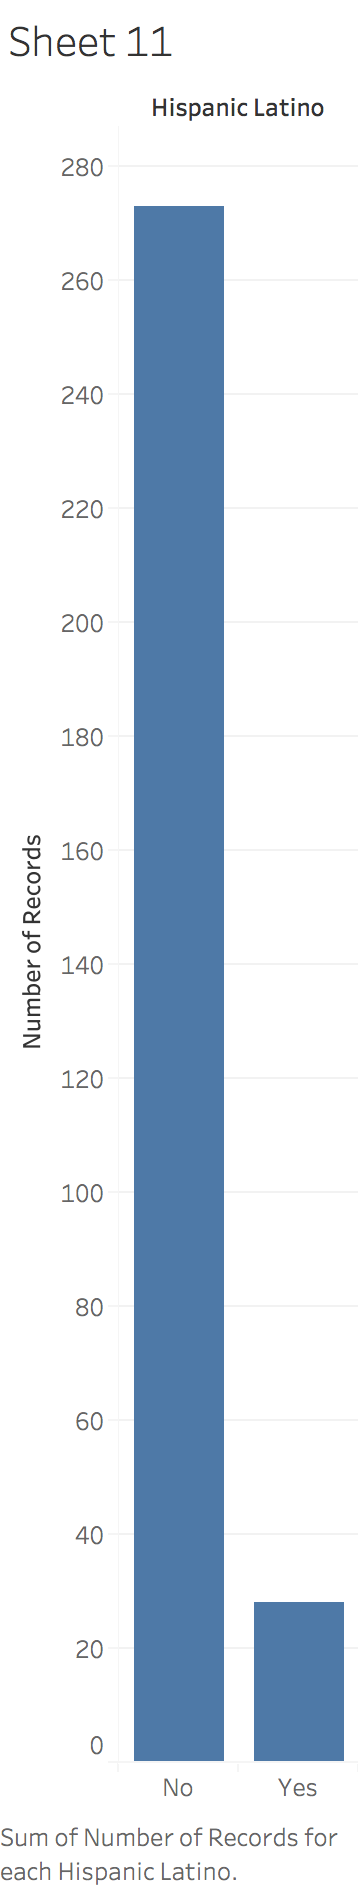 Sheet 11
Hispanic Latino
280
260
240
220
200
180
160
140
120
100
80
60
40
20
0
Number of Records
No Yes
Sum of Number of Records for
each Hispanic Latino.